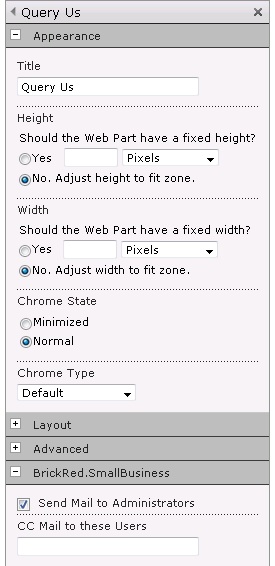 Query Us
Appearance
Title
Query Us
Height
Should the Web Part have a fixed height?
Yes Pixels
No. Adjust height to fit zone.
Width
Should the Web Part have a fixed width?
Yes Pixels
No. Adjust width to fit zone.
Chrome State
Minimized
Normal
Chrome Type
Default
Layout
Advanced
BrickRed.SmallBusiness
Send Mail to Administrators
CC Mail to these Users